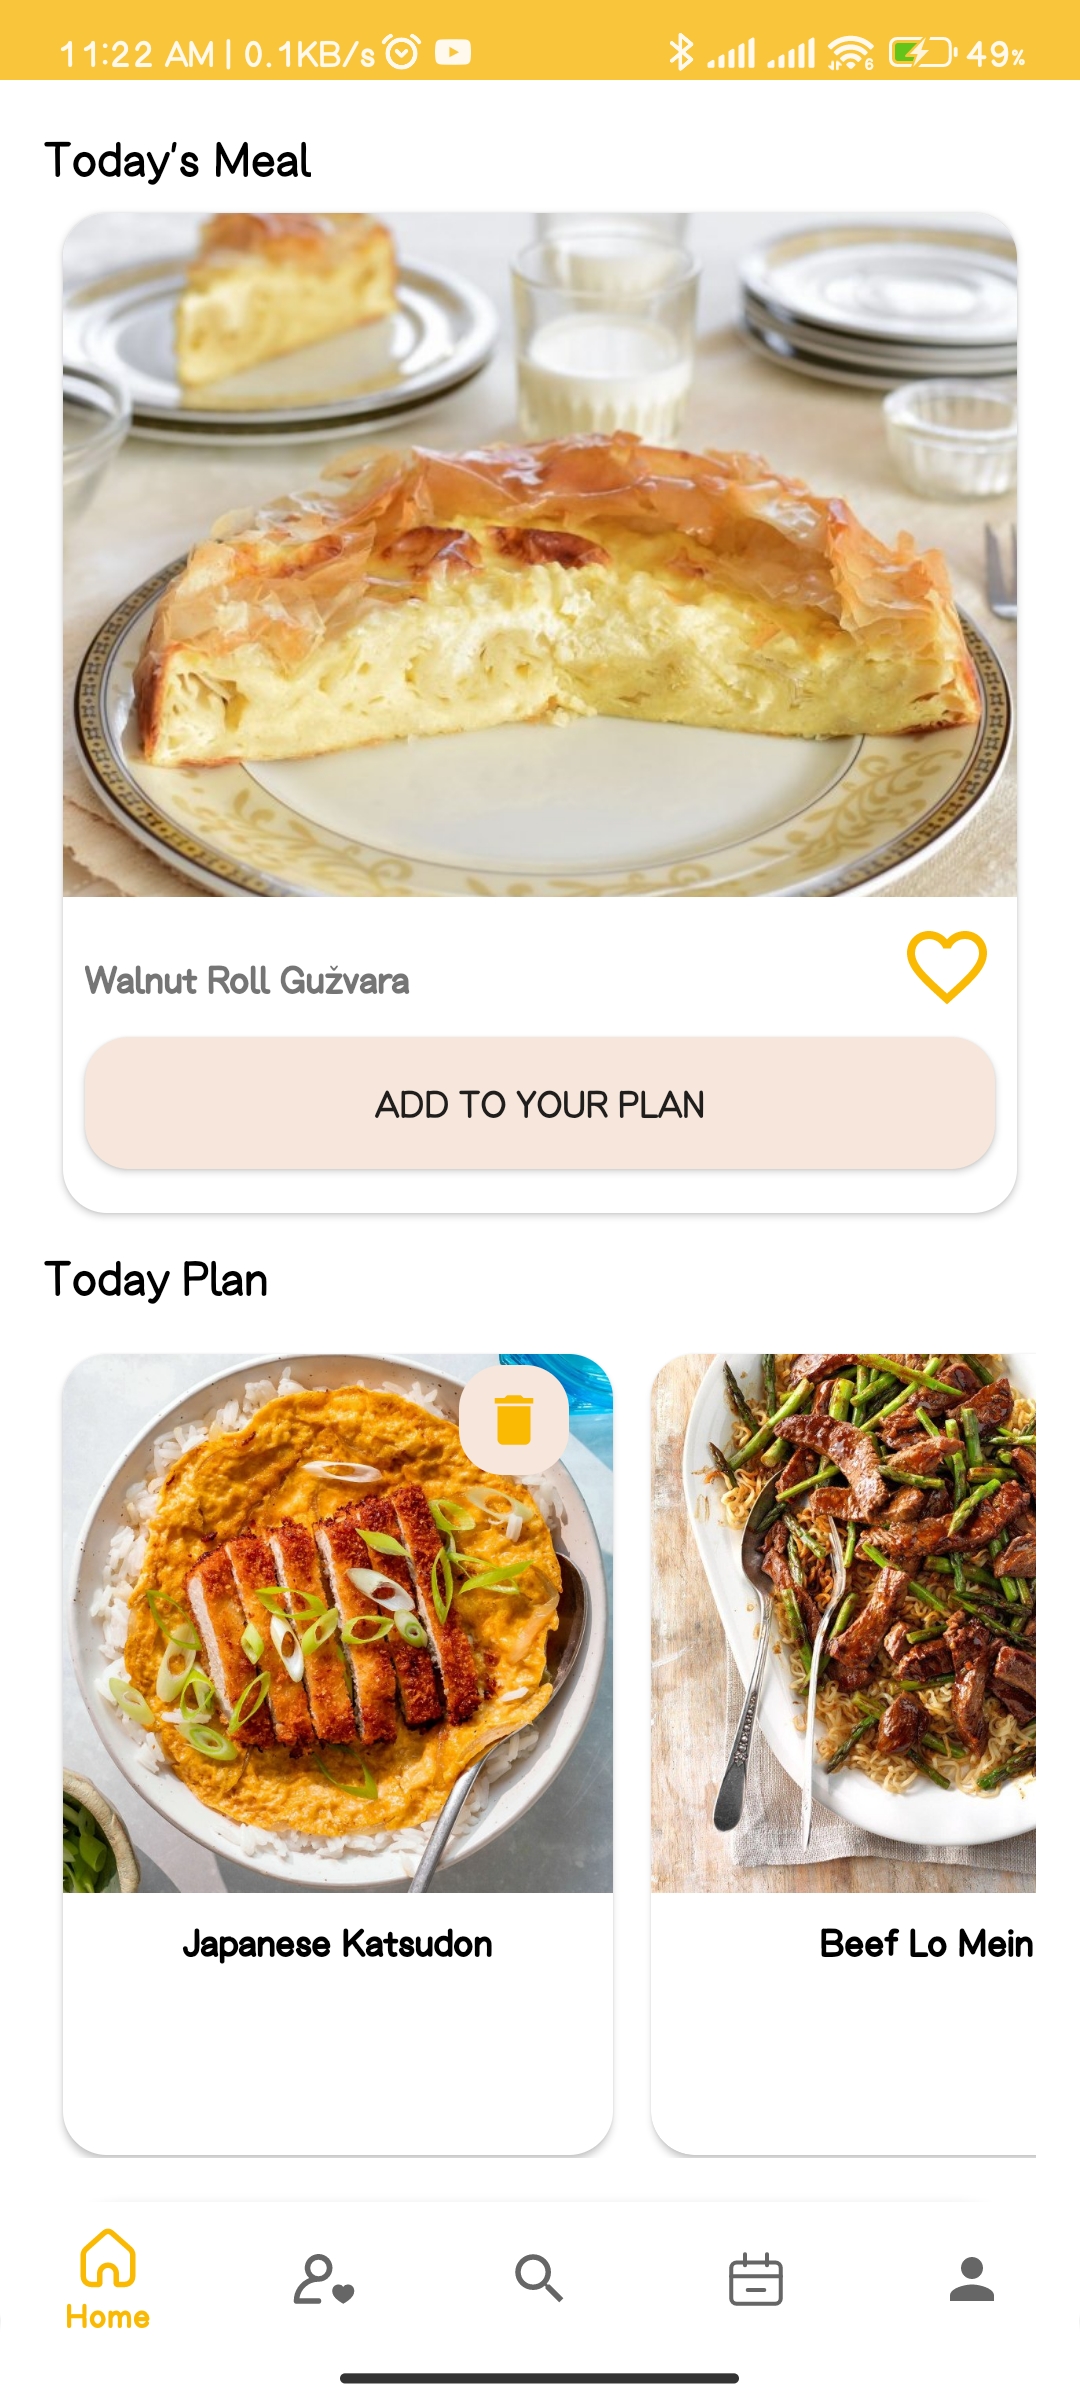 11:22 AM | 0.1KB/s 49%
Today's Meal
Walnut Roll Gužvara
ADD TO YOUR PLAN
Today Plan
Japanese Katsudon
Beef Lo Mein
Home